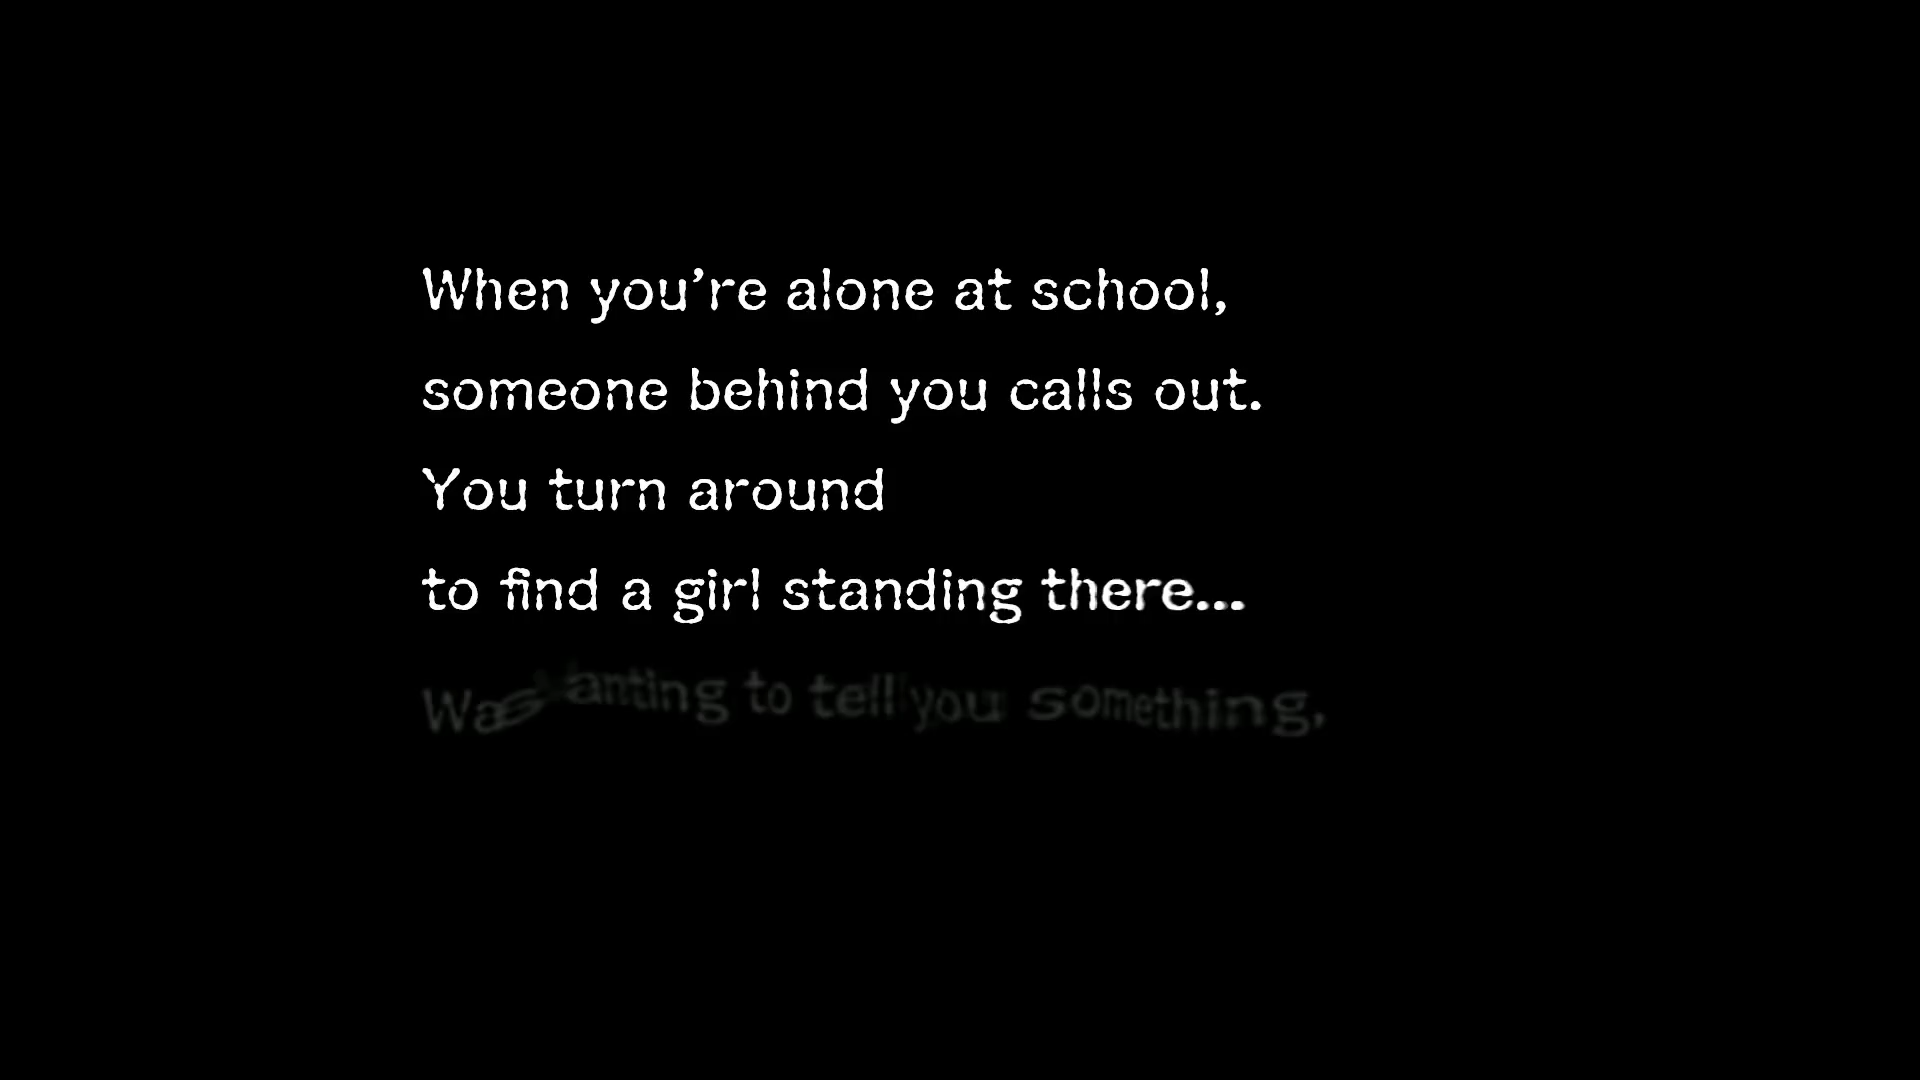 When you’re alone at school,
someone behind you calls out.
You turn around
to find a girl standing there...
to tell you something,